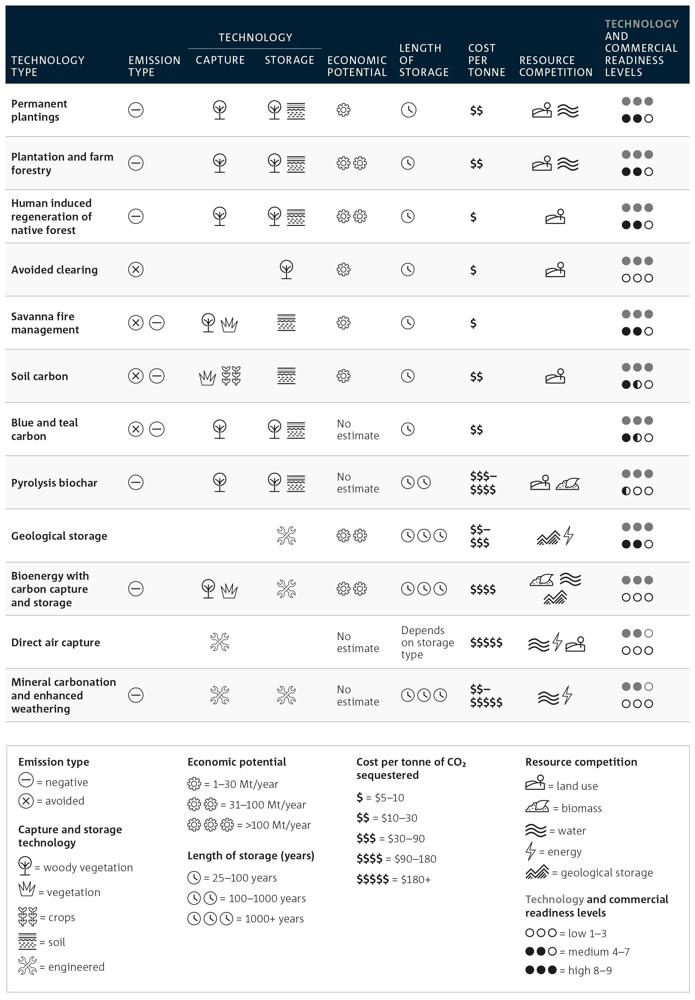 TECHNOLOGY
TYPE
EMISSION
TYPE
TECHNOLOGY
CAPTURE
STORAGE
ECONOMIC
POTENTIAL
LENGTH
OF
STORAGE
COST
PER
TONNE
RESOURCE
COMPETITION
TECHNOLOGY
AND
COMMERCIAL
READINESS
LEVELS
Permanent
plantings
$$
Plantation and farm
forestry
$$
Human induced
regeneration of
native forest
$
Avoided clearing
$
Savanna fire
management
$
Soil carbon
$$
Blue and teal
carbon
No
estimate
$$
Pyrolysis biochar
No
estimate
$$$–
$$$$
Geological storage
$$–
$$$
Bioenergy with
carbon capture
and storage
$$$$
Direct air capture
No
estimate
Depends
on storage
type
$$$$$
Mineral carbonation
and enhanced
weathering
No
estimate
$$–
$$$$$
Emission type
= negative
= avoided
Capture and storage
technology
= woody vegetation
= vegetation
= crops
= soil
= engineered
Economic potential
= 1–30 Mt/year
= 31–100 Mt/year
= >100 Mt/year
Length of storage (years)
= 25–100 years
= 100–1000 years
= 1000+ years
Cost per tonne of CO₂
sequestered
$ = $5–10
$$ = $10–30
$$$ = $30–90
$$$$ = $90–180
$$$$$ = $180+
Resource competition
= land use
= biomass
= water
= energy
= geological storage
Technology and commercial
readiness levels
= low 1–3
= medium 4–7
= high 8–9